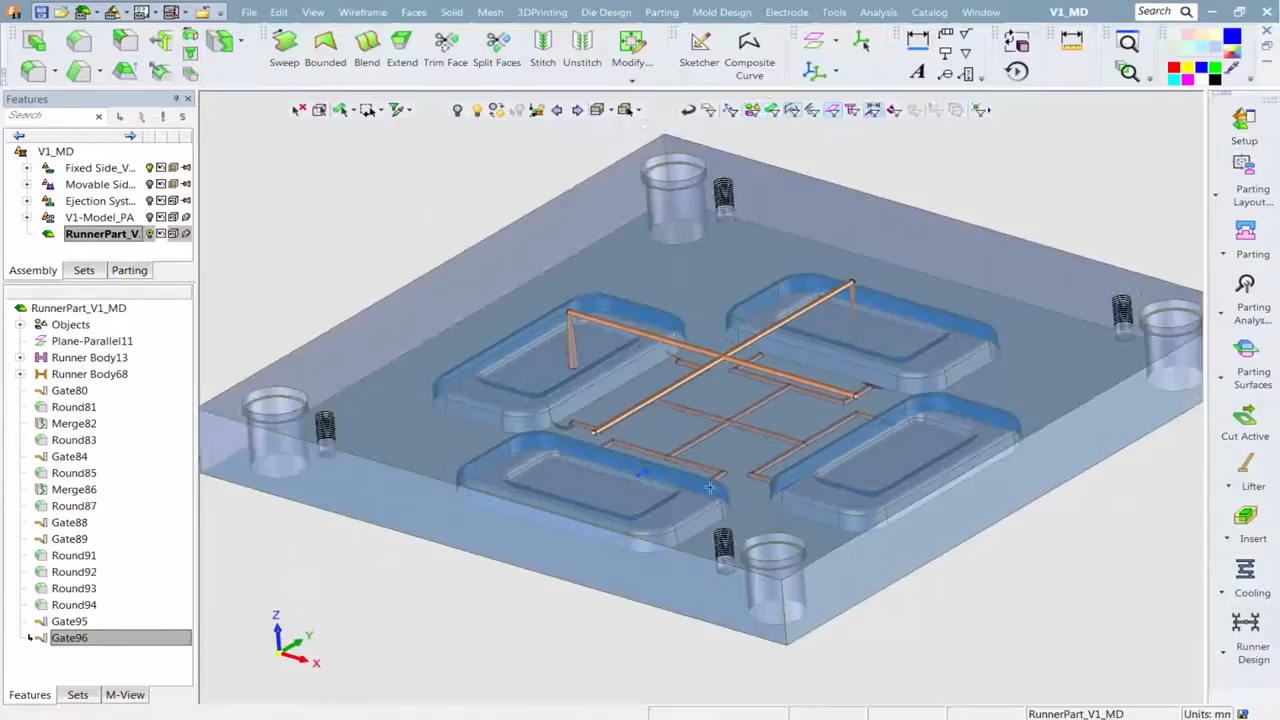 File Edit View Wireframe Faces Solid Mesh 3DPrinting Die Design Parting Mold Design Electrode Tools Analysis Catalog Window V1_MD Search
Sweep Bounded Blend Extend Trim Face Split Faces Stitch Unstitch Modify... Sketcher Composite Curve
Features
Search
V1_MD
Fixed Side_V...
Movable Sid...
Ejection Syst...
V1-Model_PA
RunnerPart_V.
Assembly Sets Parting
RunnerPart_V1_MD
Objects
Plane-Parallel11
Runner Body13
Runner Body68
Gate80
Round81
Merge82
Round83
Gate84
Round85
Merge86
Round87
Gate88
Gate89
Round91
Round92
Round93
Round94
Gate95
Gate96
Features Sets M-View
Z
Y
X
Setup
Parting
Layout...
Parting
Parting
Analys...
Parting
Surfaces
Cut Active
Lifter
Insert
Cooling
Runner
Design
RunnerPart_V1_MD Units: mm